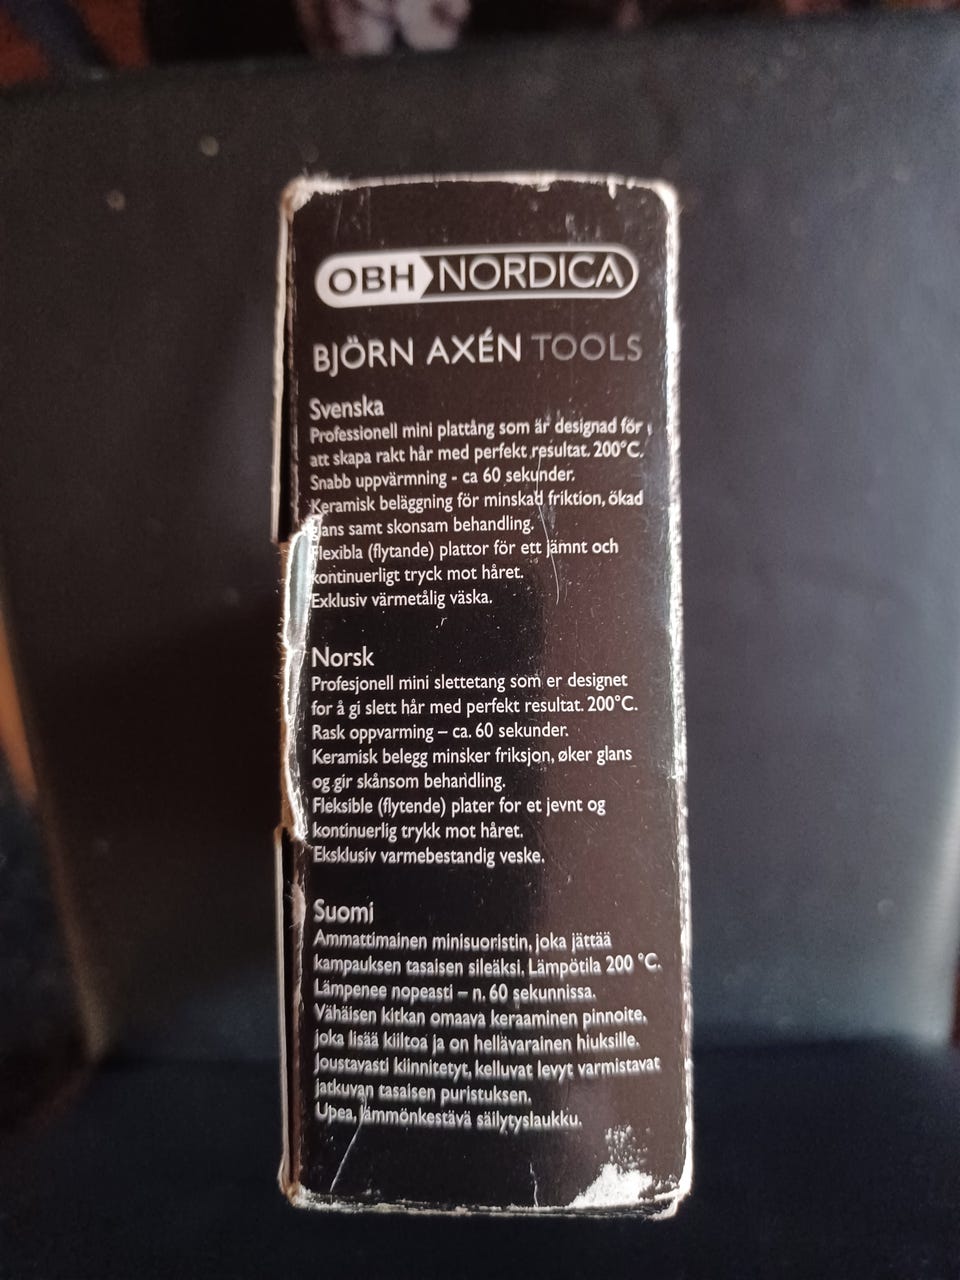 OBH NORDICA
BJÖRN AXÉN TOOLS
Svenska
Professionell mini plattång som är designad för
att skapa rakt hår med perfekt resultat. 200°C.
Snabb uppvärmning - ca 60 sekunder.
Keramisk beläggning för minskad friktion, ökad
glans samt skonsam behandling.
Flexibla (flytande) plattor för ett jämnt och
kontinuerligt tryck mot håret.
Exklusiv värmetålig väska.
Norsk
Profesjonell mini slettetang som er designet
for å gi slett hår med perfekt resultat. 200°C.
Rask oppvarming – ca. 60 sekunder.
Keramisk belegg minsker friksjon, øker glans
og gir skånsom behandling.
Fleksible (flytende) plater for et jevnt og
kontinuerlig trykk mot håret.
Eksklusiv varmebestandig veske.
Suomi
Ammattimainen minisuoristin, joka jättää
kampauksen tasaisen sileäksi. Lämpötila 200 °C.
Lämpenee nopeasti – n. 60 sekunnissa.
Vähäisen kitkan omaava keraaminen pinnoite,
joka lisää kiiltoa ja on hellävarainen hiuksille.
Joustavasti kiinnitetyt, kelluvat levyt varmistavat
jatkuvan tasaisen puristuksen.
Upea, lämmönkestävä säilytyslaukku.